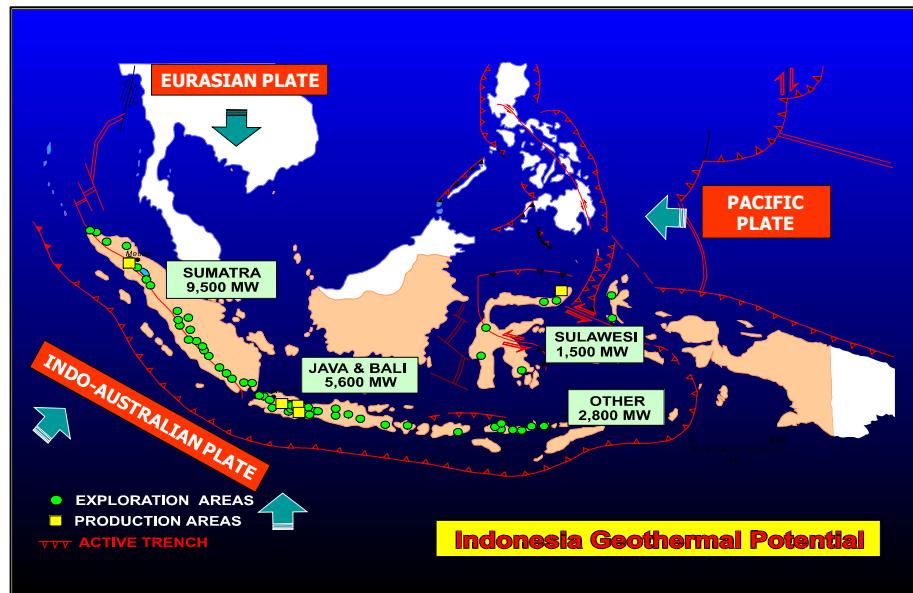 EURASIAN PLATE
PACIFIC
PLATE
SUMATRA
9,500 MW
SULAWESI
1,500 MW
JAVA & BALI
5,600 MW
OTHER
2,800 MW
INDO-AUSTRALIAN PLATE
EXPLORATION AREAS
PRODUCTION AREAS
ACTIVE TRENCH
Indonesia Geothermal Potential